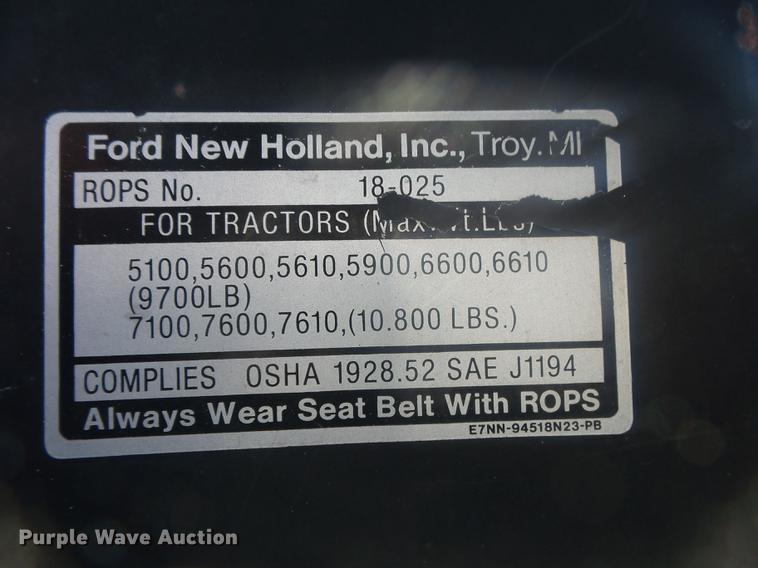 Ford New Holland, Inc., Troy. MI
ROPS No. 18-025
FOR TRACTORS (Max.
5100,5600,5610,5900,6600,6610
(9700LB)
7100,7600,7610,(10.800 LBS.)
COMPLIES OSHA 1928.52 SAE J1194
Always Wear Seat Belt With ROPS
E7NN-94518N23-PB
Purple Wave Auction